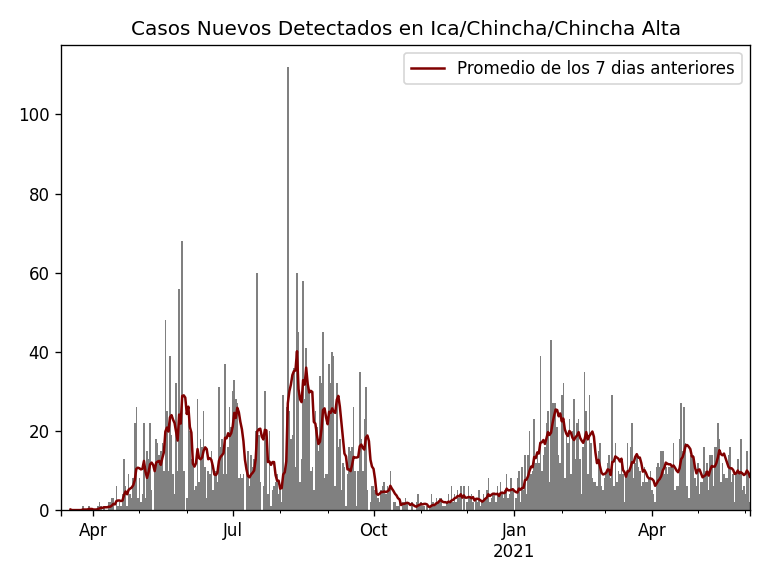 Casos Nuevos Detectados en Ica/Chincha/Chincha Alta
Promedio de los 7 dias anteriores
100
80
60
40
20
0
Apr Jul Oct Jan Apr
2021